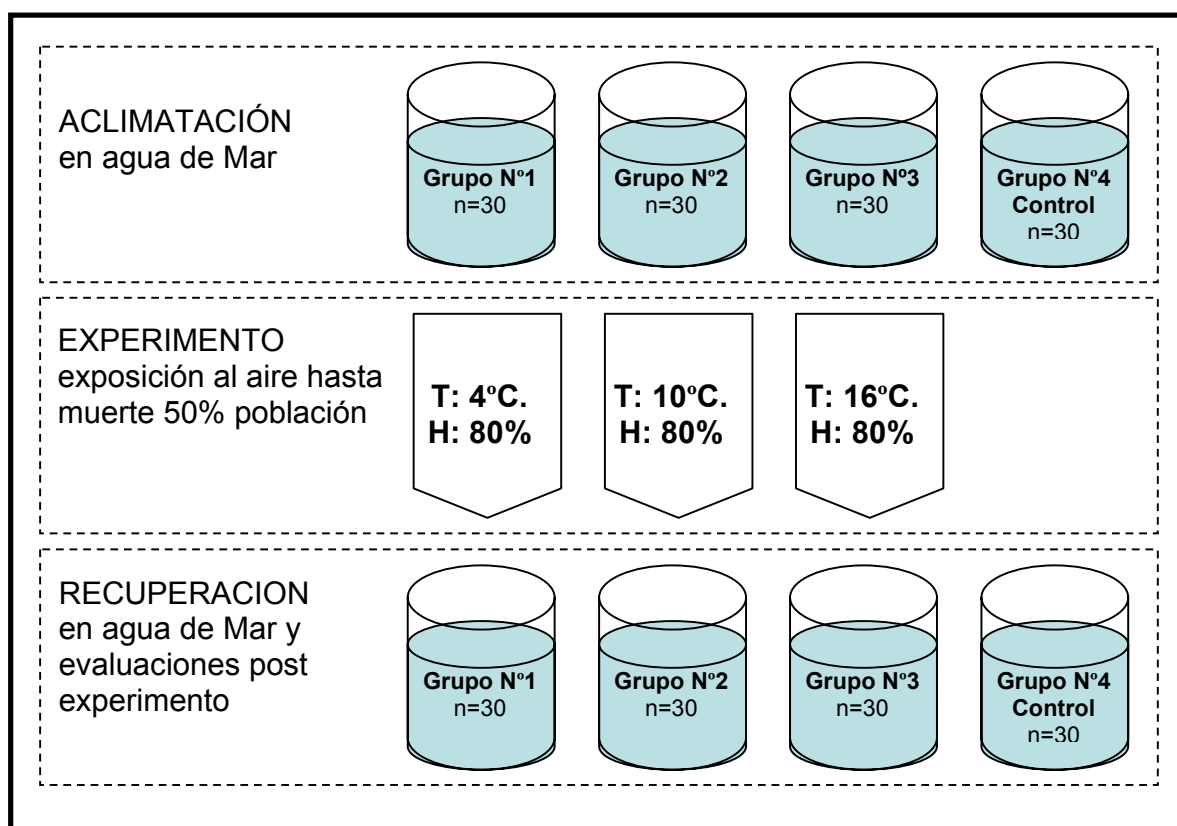 ACLIMATACIÓN
en agua de Mar
Grupo Nº1
n=30
Grupo Nº2
n=30
Grupo Nº3
n=30
Grupo Nº4
Control
n=30
EXPERIMENTO
exposición al aire hasta
muerte 50% población
T: 4ºC.
H: 80%
T: 10ºC.
H: 80%
T: 16ºC.
H: 80%
RECUPERACION
en agua de Mar y
evaluaciones post
experimento
Grupo Nº1
n=30
Grupo Nº2
n=30
Grupo Nº3
n=30
Grupo Nº4
Control
n=30